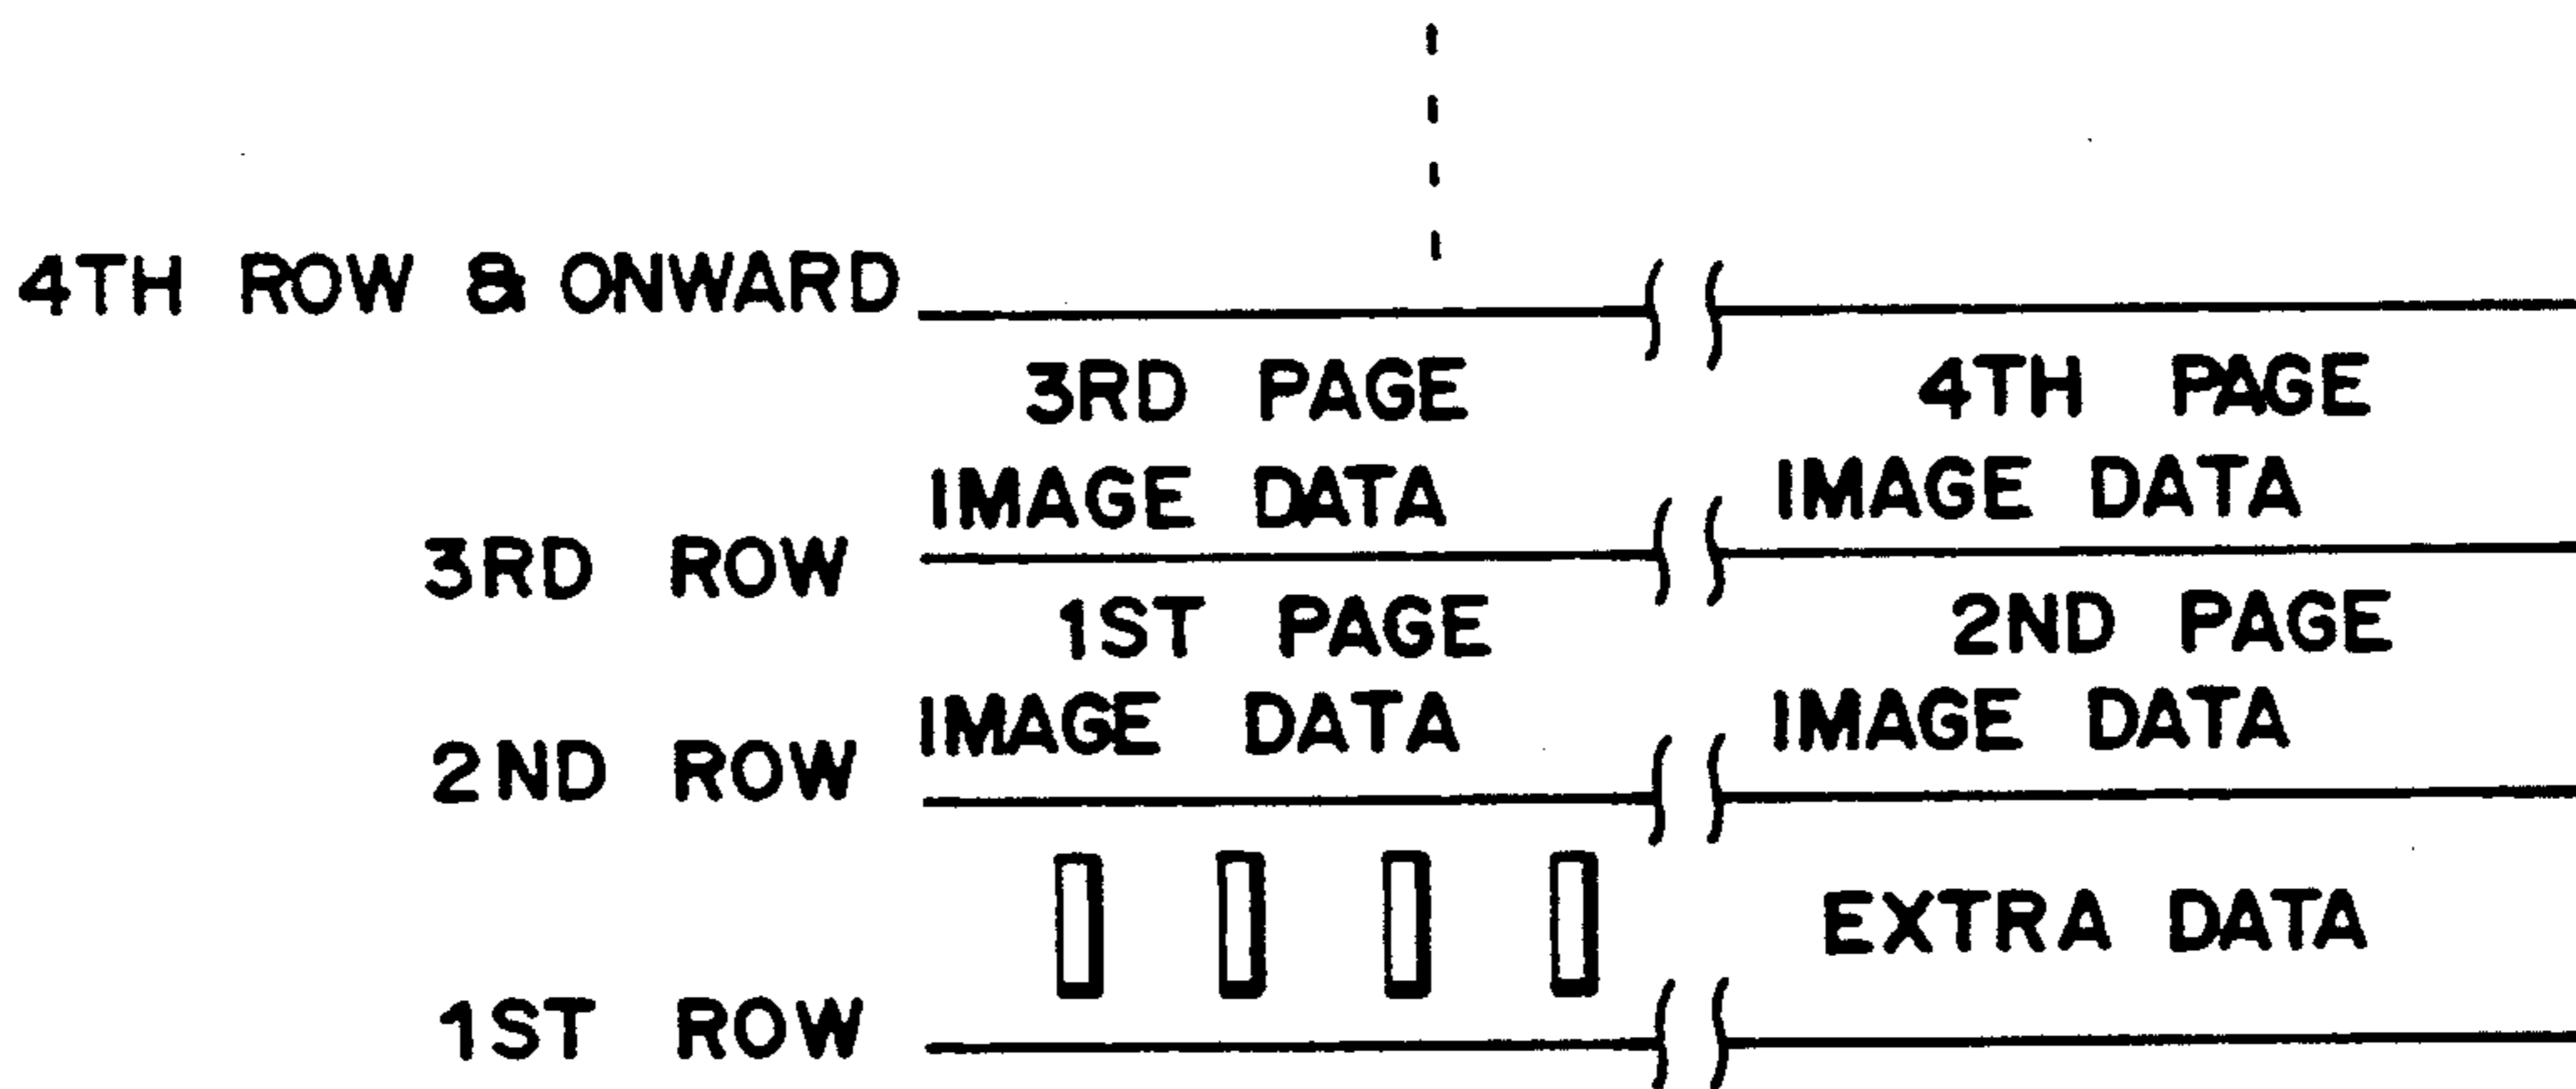 4TH ROW & ONWARD
3RD PAGE 4TH PAGE
IMAGE DATA IMAGE DATA
3RD ROW
1ST PAGE 2ND PAGE
IMAGE DATA IMAGE DATA
2ND ROW
EXTRA DATA
1ST ROW